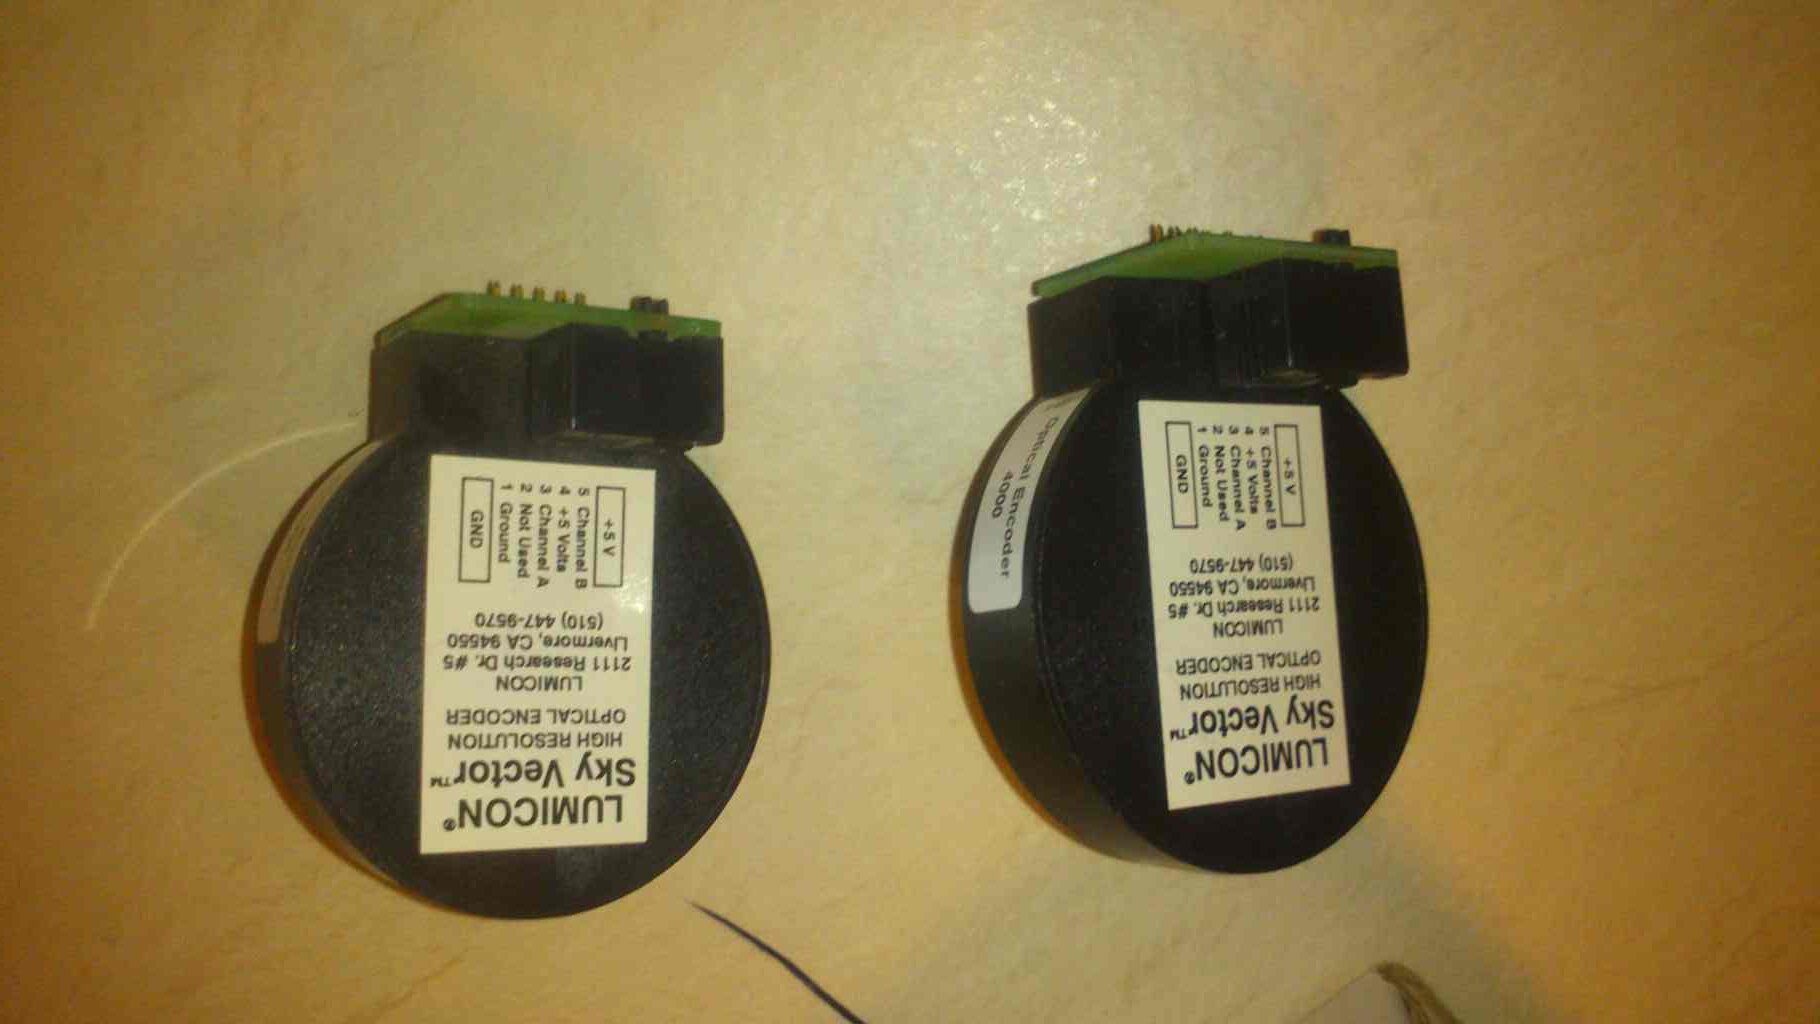 LUMICON®
Sky Vector™
HIGH RESOLUTION
OPTICAL ENCODER
LUMICON
2111 Research Dr. #5
Livermore, CA 94550
(510) 447-9570
GND
1 Ground
2 Not Used
3 Channel A
4 +5 Volts
5 Channel B
+5 V
Optical Encoder
4000
LUMICON®
Sky Vector™
HIGH RESOLUTION
OPTICAL ENCODER
LUMICON
2111 Research Dr. #5
Livermore, CA 94550
(510) 447-9570
GND
1 Ground
2 Not Used
3 Channel A
4 +5 Volts
5 Channel B
+5 V